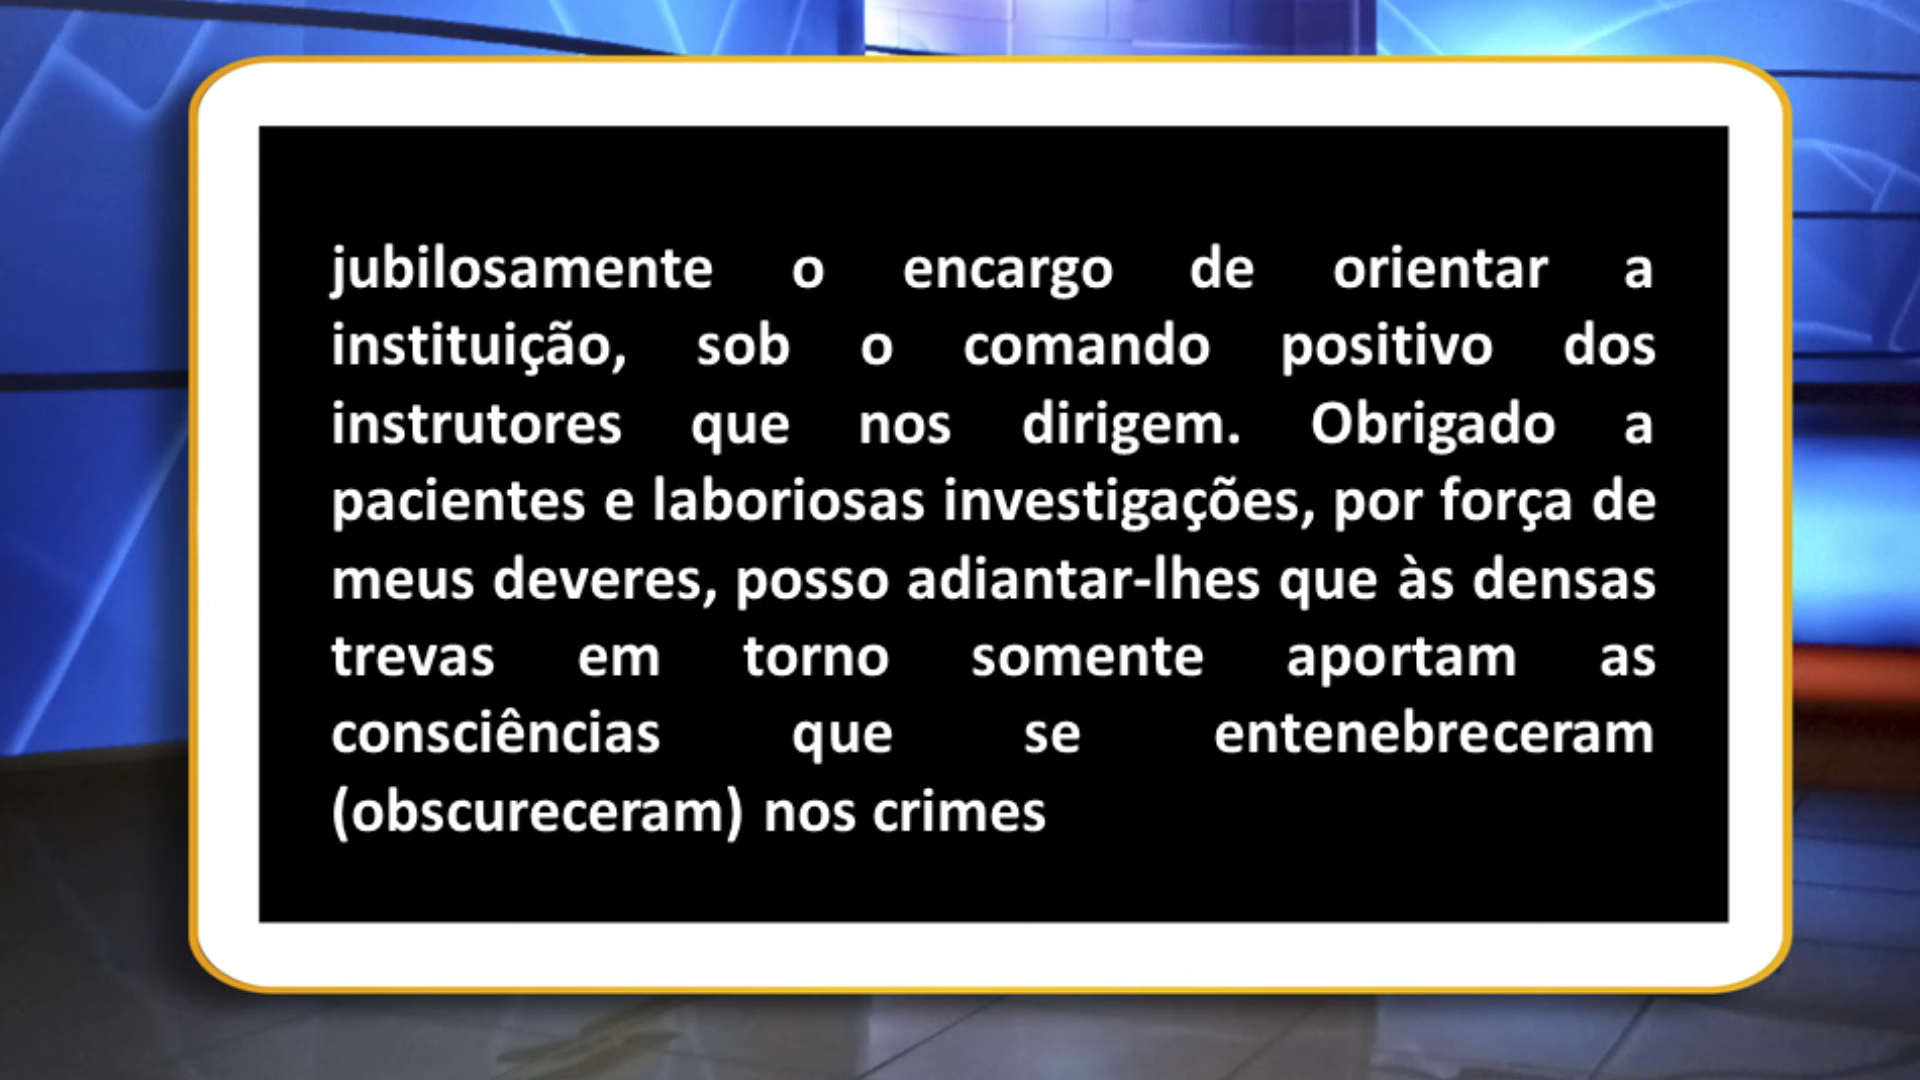 jubilosamente o encargo de orientar a
instituição, sob o comando positivo dos
instrutores que nos dirigem. Obrigado a
pacientes e laboriosas investigações, por força de
meus deveres, posso adiantar-lhes que às densas
trevas em torno somente aportam as
consciências que se entenebreceram
(obscureceram) nos crimes